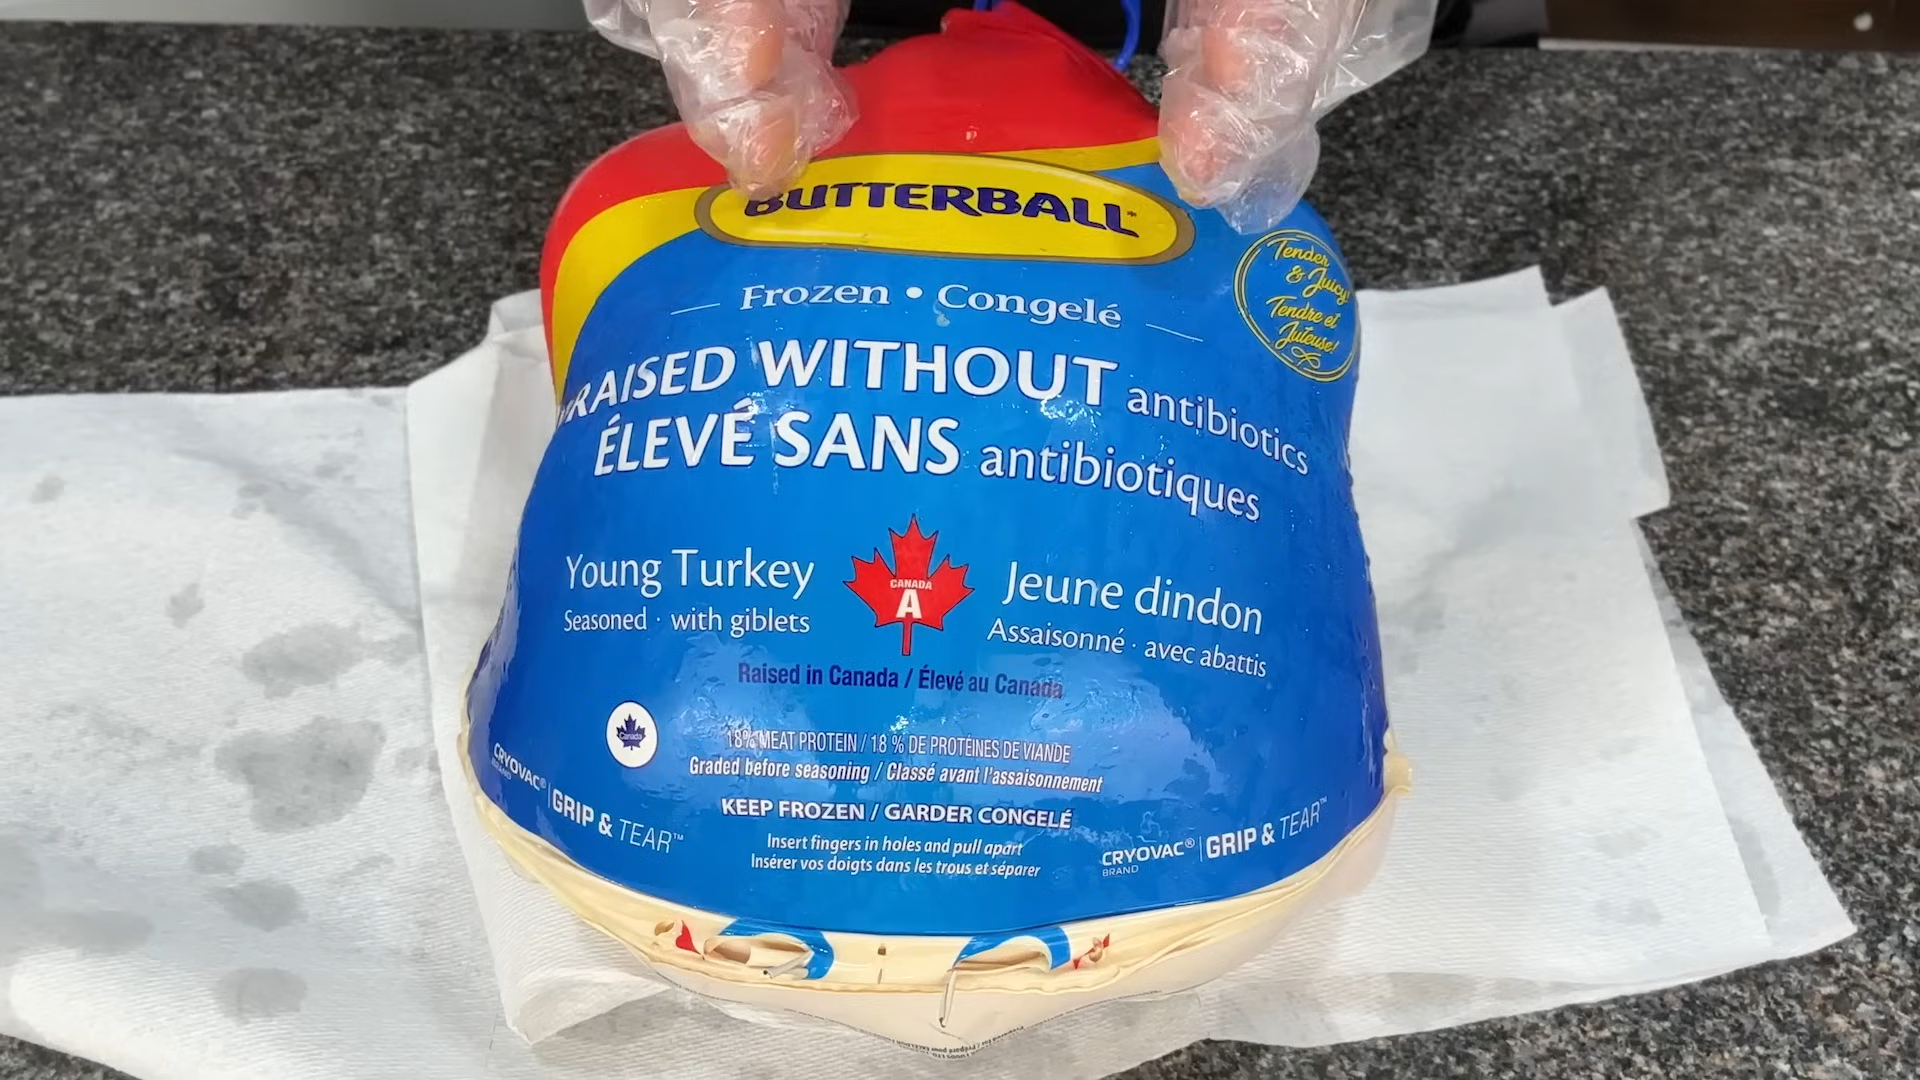 BUTTERBALL*
Tender
& Juicy!
Tendre et
Juteuse!
Frozen • Congelé
RAISED WITHOUT antibiotics
ÉLEVÉ SANS antibiotiques
Young Turkey
Seasoned · with giblets
CANADA
A
Jeune dindon
Assaisonné · avec abattis
Raised in Canada / Élevé au Canada
Canada
18% MEAT PROTEIN / 18 % DE PROTÉINES DE VIANDE
Graded before seasoning / Classé avant l'assaisonnement
KEEP FROZEN / GARDER CONGELÉ
Insert fingers in holes and pull apart
Insérer vos doigts dans les trous et séparer
CRYOVAC® | GRIP & TEAR™
BRAND
CRYOVAC® | GRIP & TEAR™
BRAND